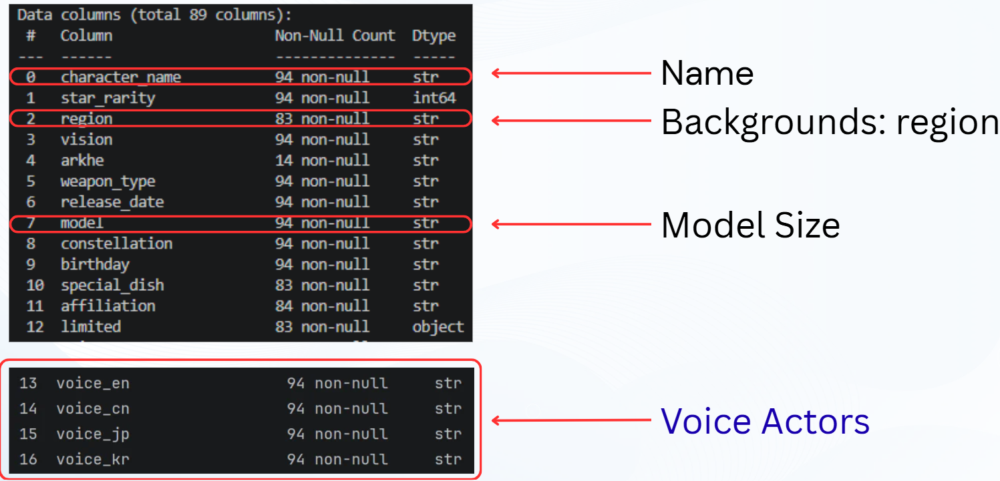 Data columns (total 89 columns):
# Column Non-Null Count Dtype
--- ------ -------------- -----
0 character_name 94 non-null str
1 star_rarity 94 non-null int64
2 region 83 non-null str
3 vision 94 non-null str
4 arkhe 14 non-null str
5 weapon_type 94 non-null str
6 release_date 94 non-null str
7 model 94 non-null str
8 constellation 94 non-null str
9 birthday 94 non-null str
10 special_dish 83 non-null str
11 affiliation 84 non-null str
12 limited 83 non-null object
13 voice_en 94 non-null str
14 voice_cn 94 non-null str
15 voice_jp 94 non-null str
16 voice_kr 94 non-null str
Name
Backgrounds: region
Model Size
Voice Actors